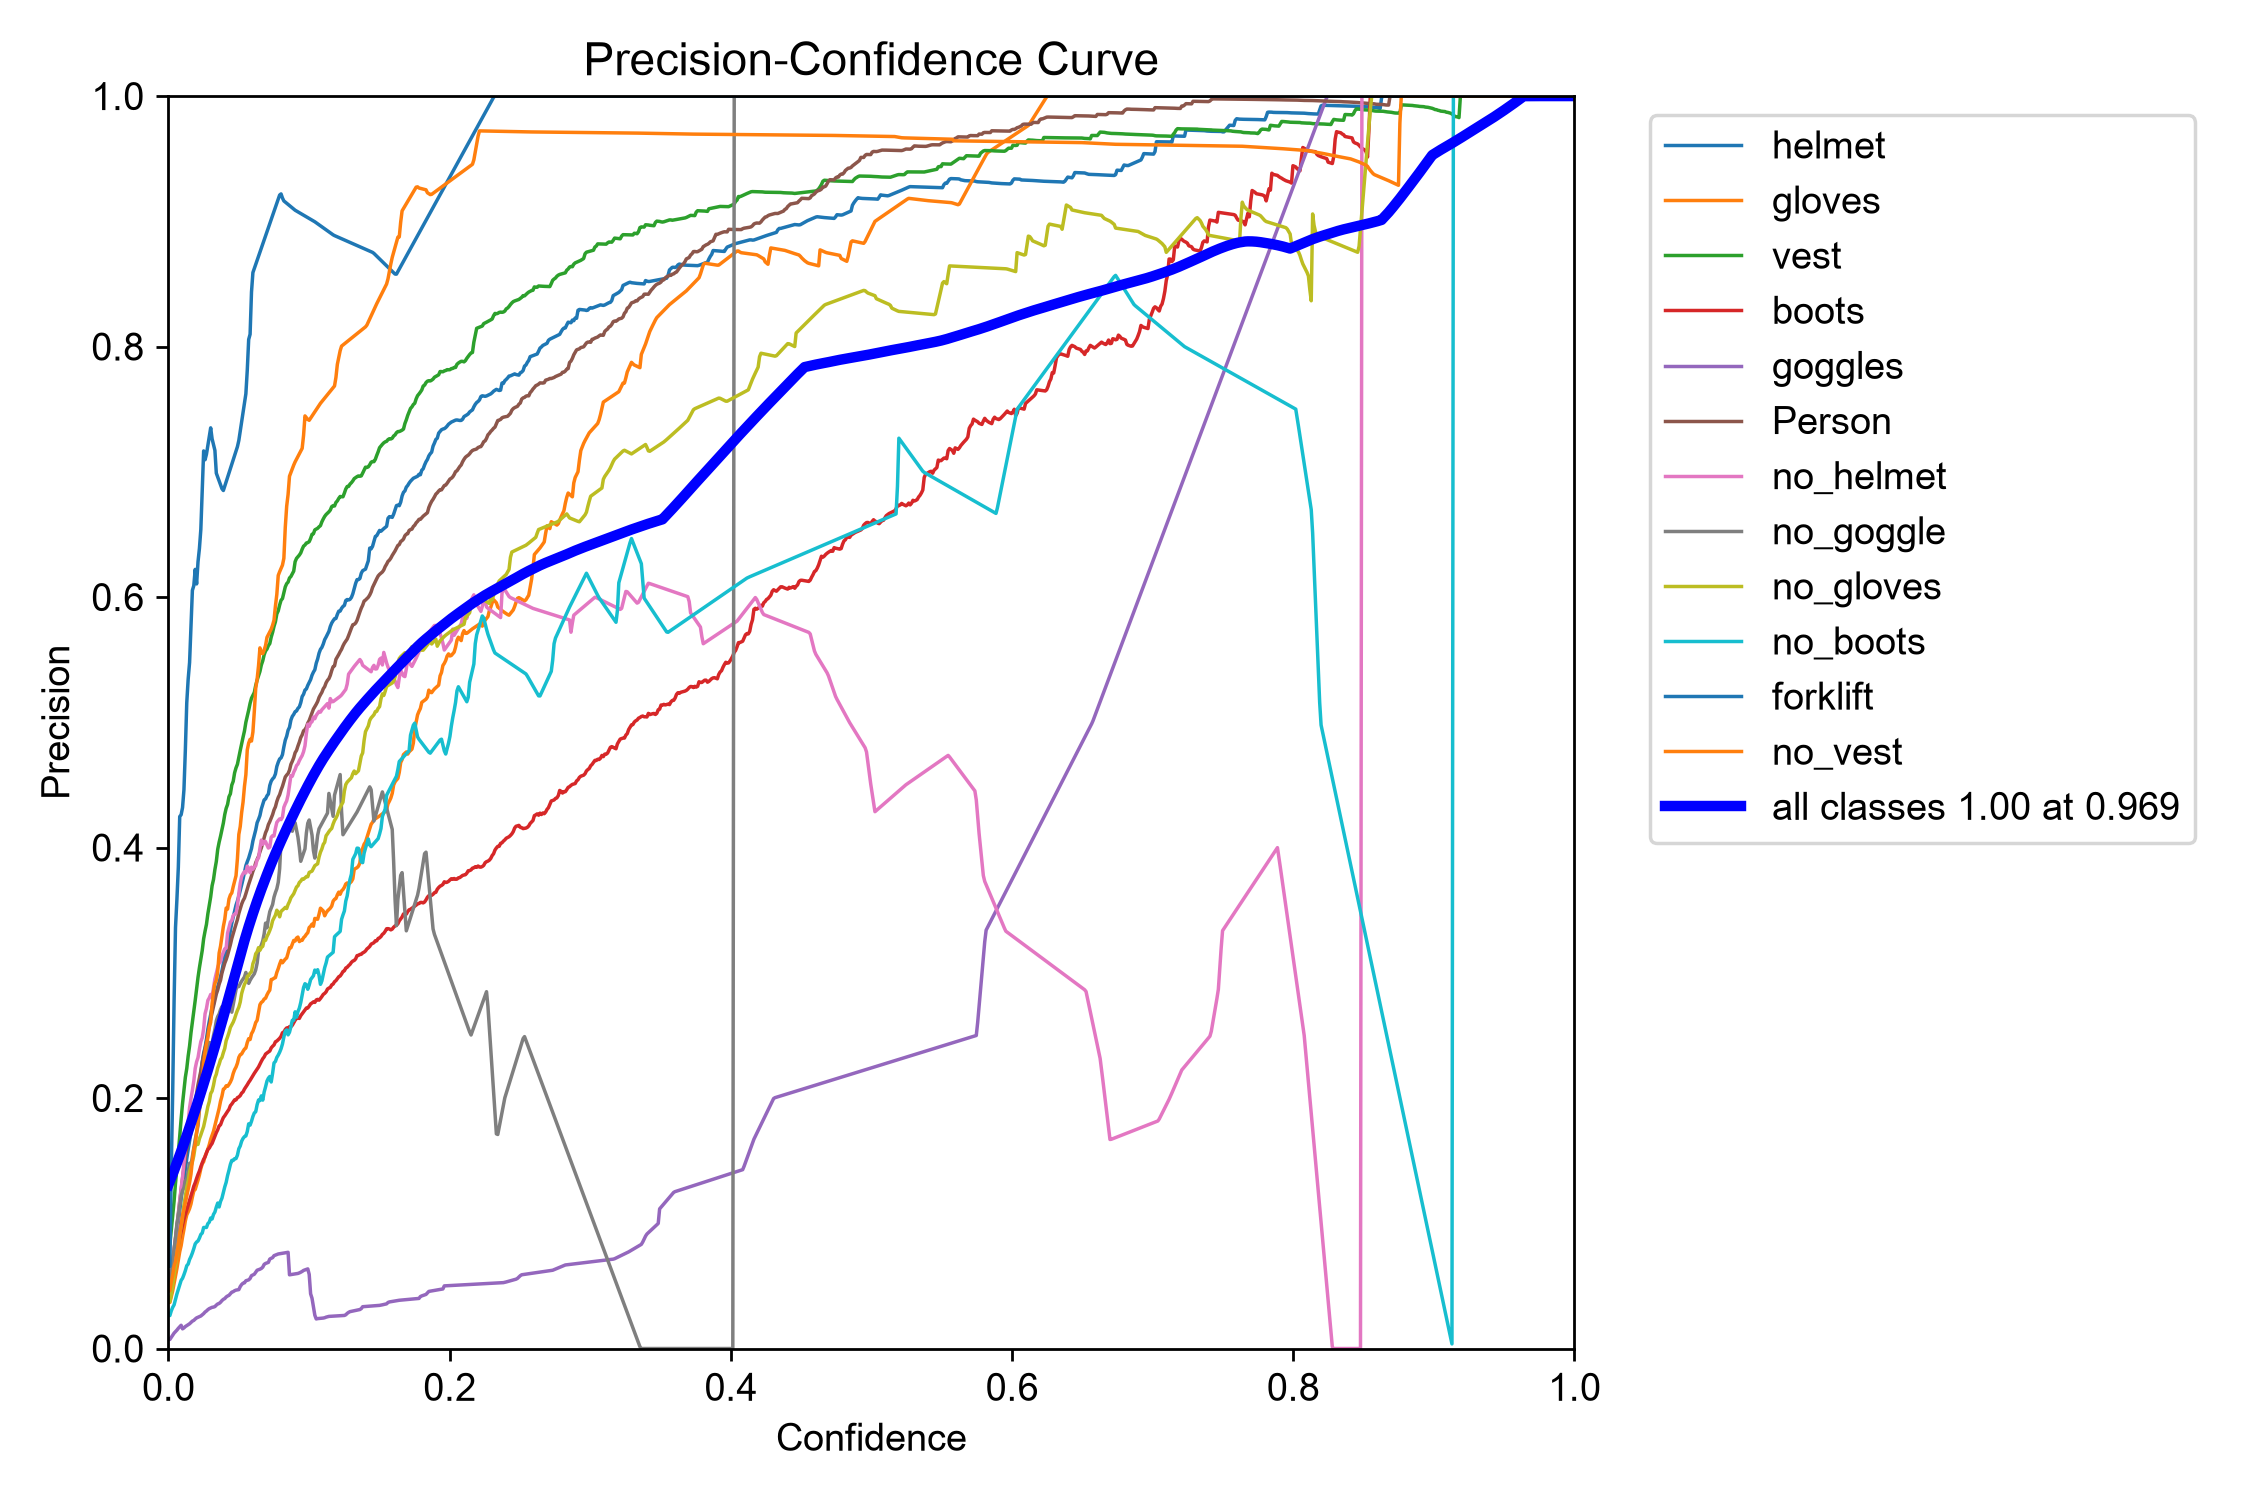 Precision-Confidence Curve
1.0
0.8
0.6
0.4
0.2
0.0
Precision
0.0 0.2 0.4 0.6 0.8 1.0
Confidence
helmet
gloves
vest
boots
goggles
Person
no_helmet
no_goggle
no_gloves
no_boots
forklift
no_vest
all classes 1.00 at 0.969